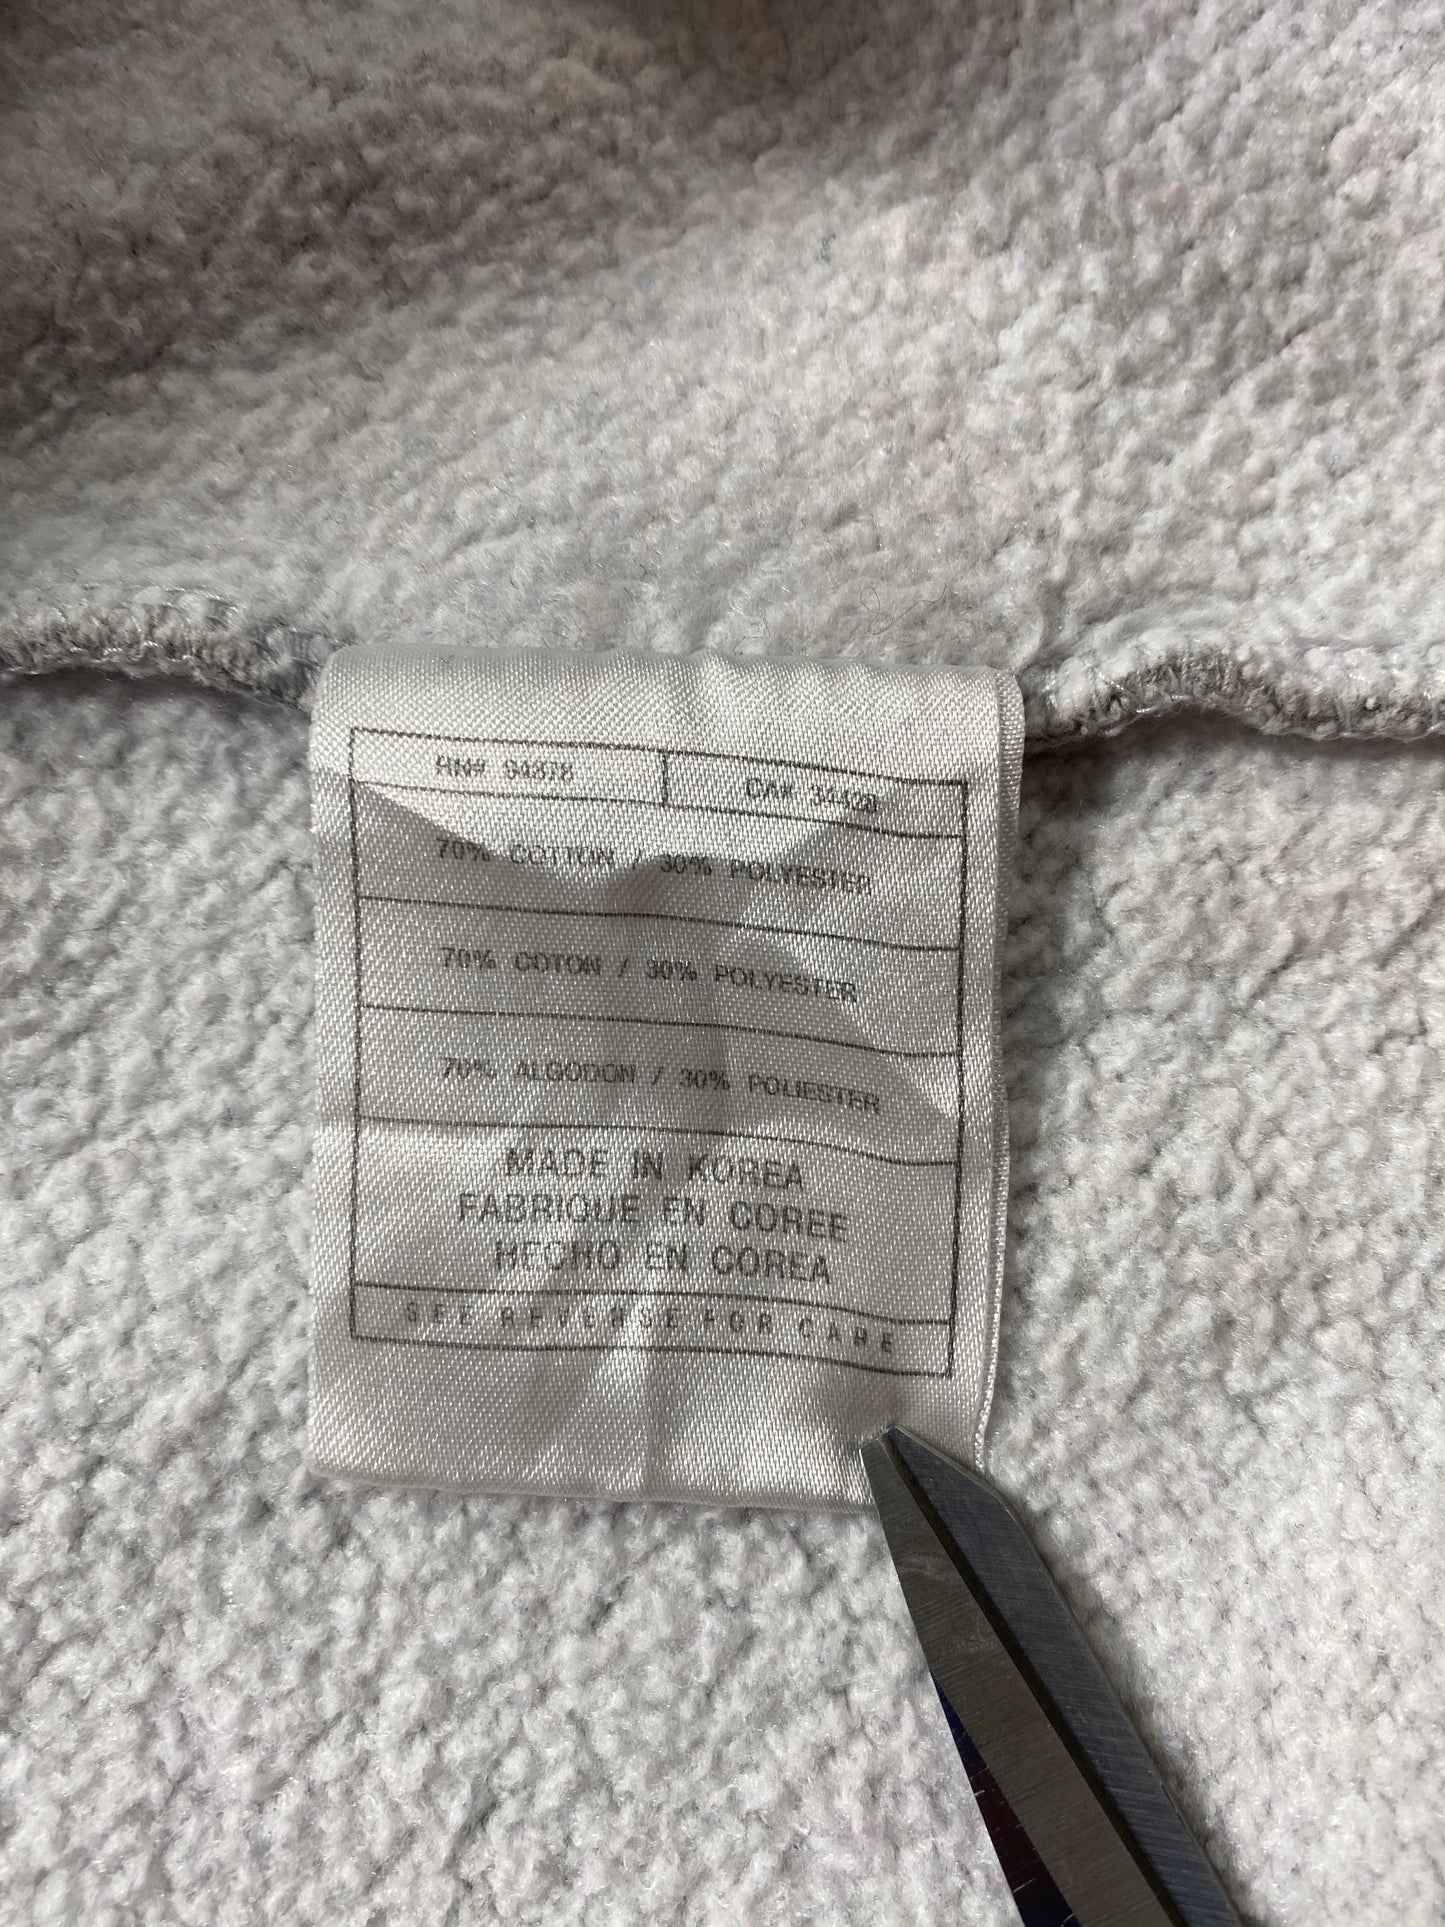 RN# 94878
CA# 34420
70% COTTON / 30% POLYESTER
70% COTON / 30% POLYESTER
70% ALGODON / 30% POLIESTER
MADE IN KOREA
FABRIQUE EN COREE
HECHO EN COREA
SEE REVERSE FOR CARE